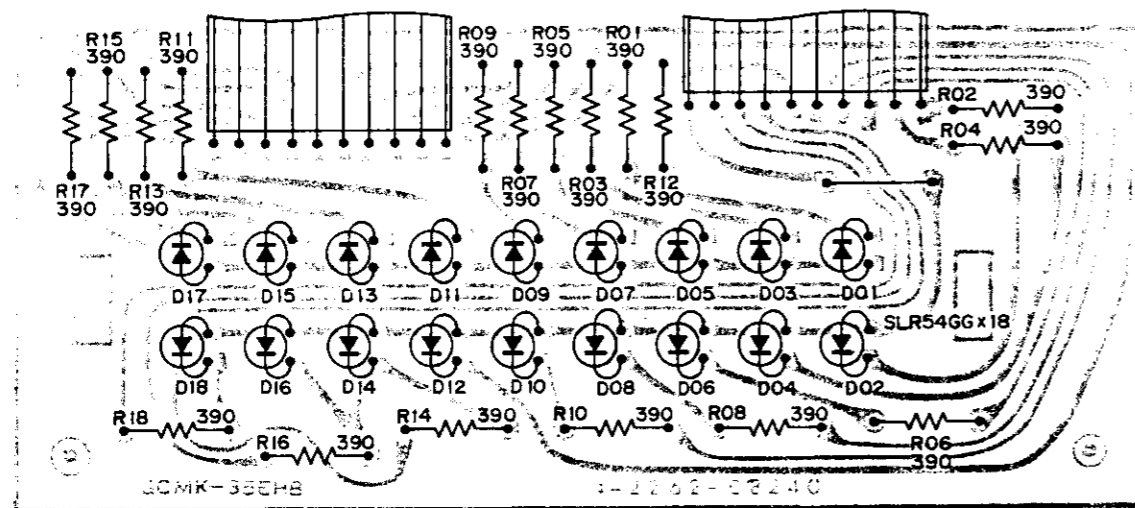 R15 R11
390 390
R09 R05 R01
390 390 390
R02 390
R04 390
R17 R13
390 390
R07 R03 R12
390 390 390
D17 D15 D13 D11 D09 D07 D05 D03 D01
SLR54GG×18
D18 D16 D14 D12 D10 D08 D06 D04 D02
R18 390 R14 390 R10 390 R08 390
R16 390 R06
390